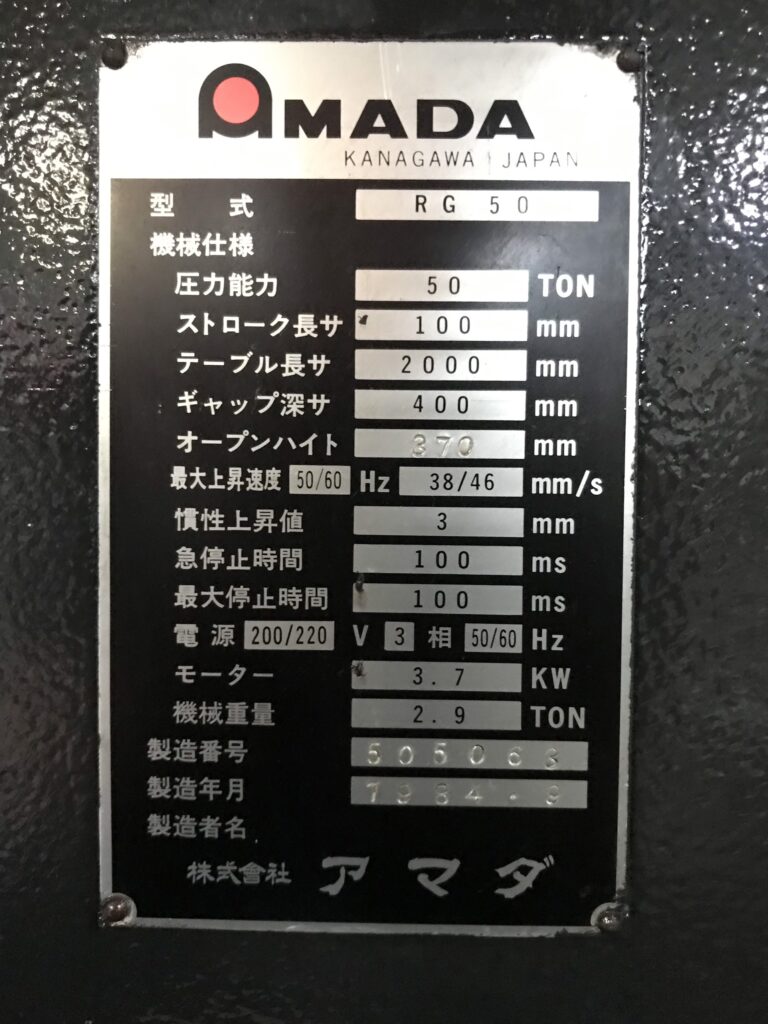 AMADA
KANAGAWA JAPAN
型 式 RG 50
機械仕様
圧力能力 50 TON
ストローク長サ 100 mm
テーブル長サ 2000 mm
ギャップ深サ 400 mm
オープンハイト 370 mm
最大上昇速度 50/60 Hz 38/46 mm/s
慣性上昇値 3 mm
急停止時間 100 ms
最大停止時間 100 ms
電源 200/220 V 3 相 50/60 Hz
モーター 3.7 KW
機械重量 2.9 TON
製造番号 505063
製造年月 1984.9
製造者名
株式會社 アマダ